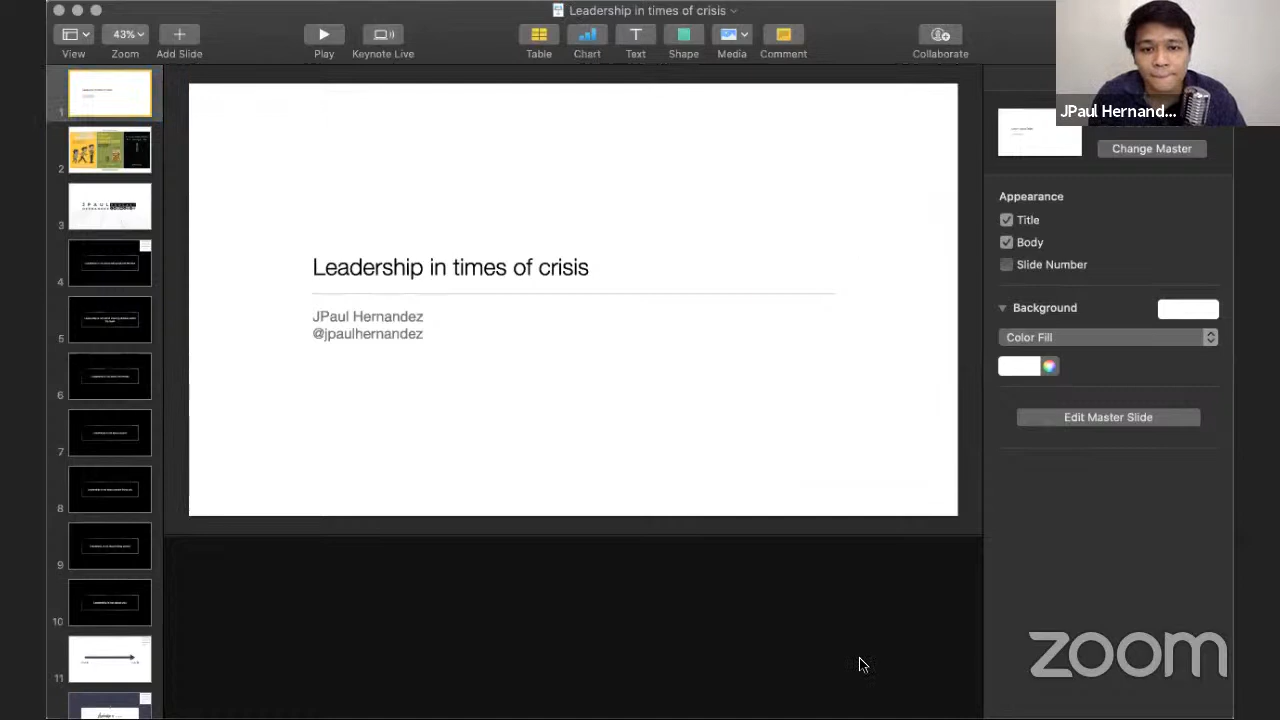 Leadership in times of crisis
43%
View
Zoom
Add Slide
Play
Keynote Live
Table
Chart
Text
Shape
Media
Comment
Collaborate
JPaul Hernand...
Change Master
Appearance
Title
Body
Slide Number
Background
Color Fill
Edit Master Slide
1
2
3
4
5
6
7
8
9
10
11
Leadership in times of crisis
JPaul Hernandez
@jpaulhernandez
zoom